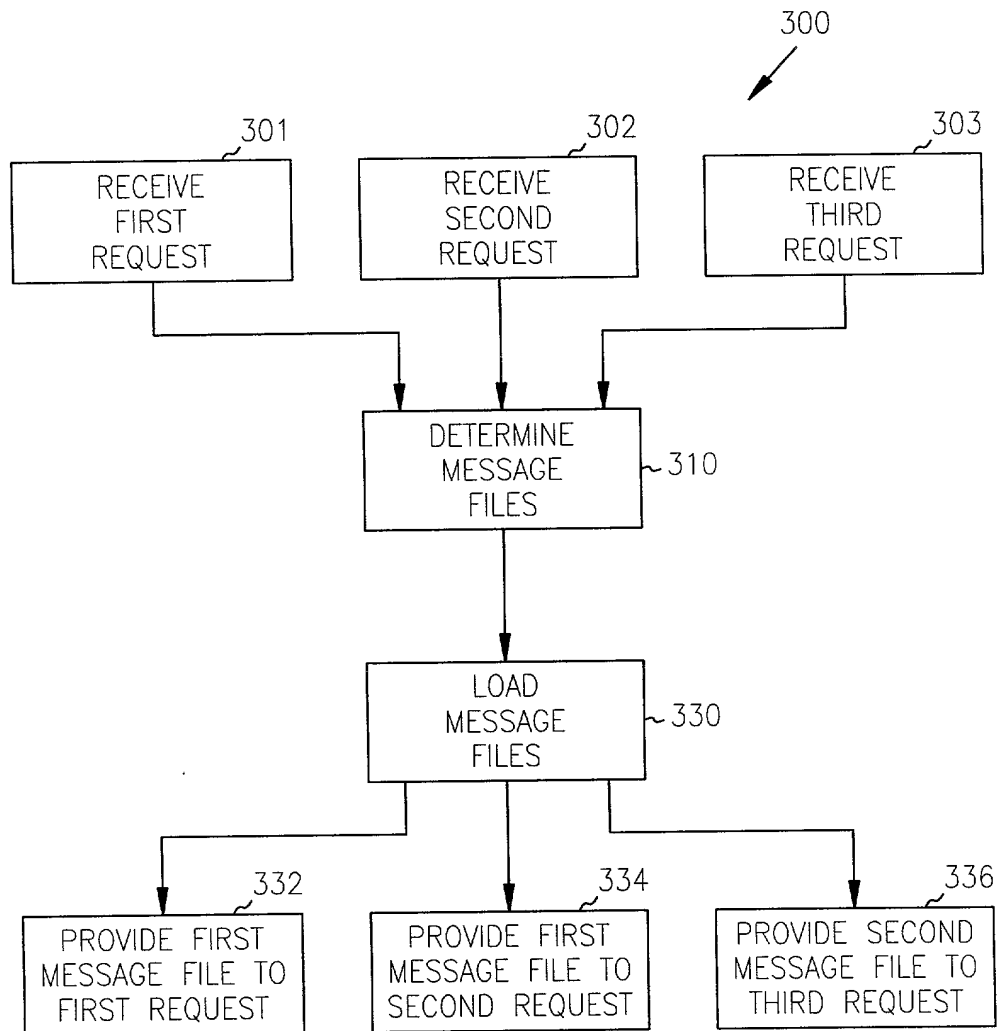 300
301
RECEIVE
FIRST
REQUEST
302
RECEIVE
SECOND
REQUEST
303
RECEIVE
THIRD
REQUEST
DETERMINE
MESSAGE
FILES
310
LOAD
MESSAGE
FILES
330
332
PROVIDE FIRST
MESSAGE FILE TO
FIRST REQUEST
334
PROVIDE FIRST
MESSAGE FILE TO
SECOND REQUEST
336
PROVIDE SECOND
MESSAGE FILE TO
THIRD REQUEST